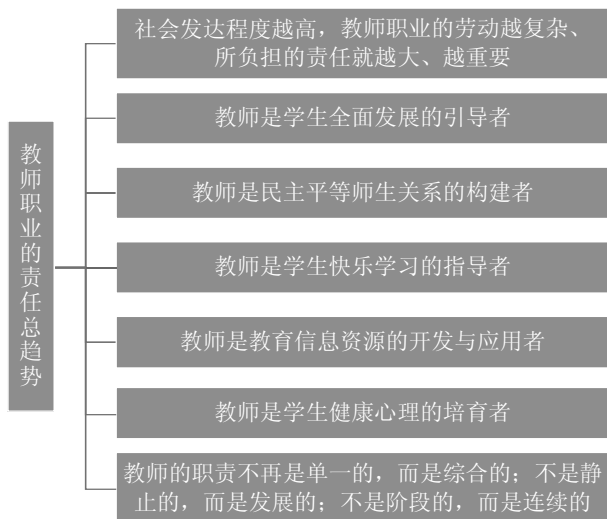 教师职业的责任总趋势
社会发达程度越高，教师职业的劳动越复杂、
所负担的责任就越大、越重要
教师是学生全面发展的引导者
教师是民主平等师生关系的构建者
教师是学生快乐学习的指导者
教师是教育信息资源的开发与应用者
教师是学生健康心理的培育者
教师的职责不再是单一的，而是综合的；不是静
止的，而是发展的；不是阶段的，而是连续的